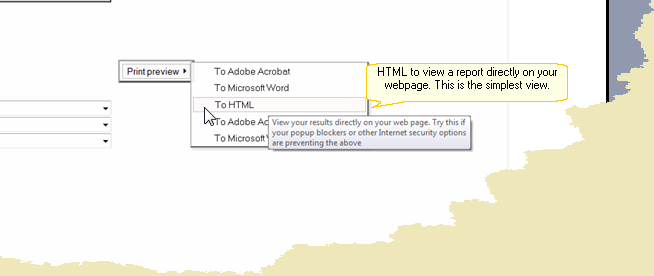 Print preview
To Adobe Acrobat
To Microsoft Word
To HTML
To Adobe Ac
To Microsoft
HTML to view a report directly on your
webpage. This is the simplest view.
View your results directly on your web page. Try this if
your popup blockers or other Internet security options
are preventing the above